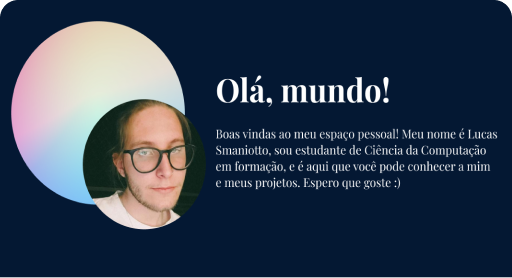 Olá, mundo!
Boas vindas ao meu espaço pessoal! Meu nome é Lucas
Smaniotto, sou estudante de Ciência da Computação
em formação, e é aqui que você pode conhecer a mim
e meus projetos. Espero que goste :)